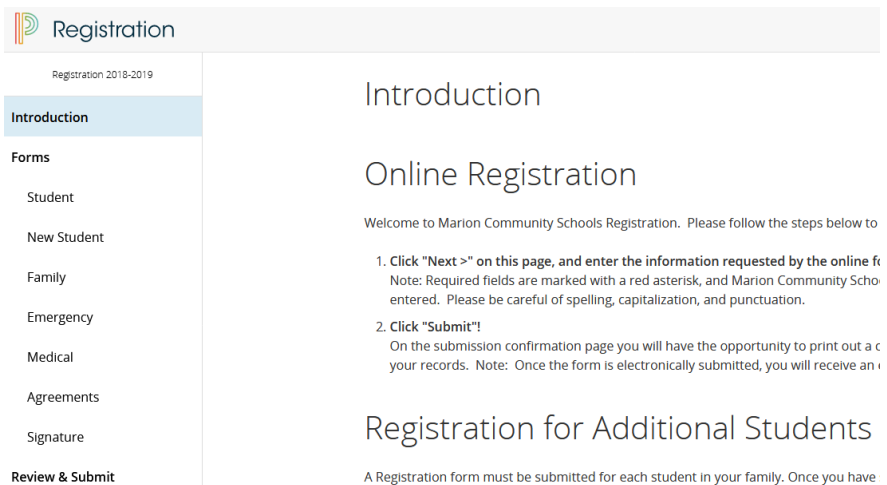 Registration
Registration 2018-2019
Introduction
Forms
Student
New Student
Family
Emergency
Medical
Agreements
Signature
Review & Submit
Introduction
Online Registration
Welcome to Marion Community Schools Registration. Please follow the steps below to
1. Click "Next >" on this page, and enter the information requested by the online
Note: Required fields are marked with a red asterisk, and Marion Community
entered. Please be careful of spelling, capitalization, and punctuation.
2. Click "Submit"!
On the submission confirmation page you will have the opportunity to print out a
your records. Note: Once the form is electronically submitted, you will receive an
Registration for Additional Students
A Registration form must be submitted for each student in your family. Once you have